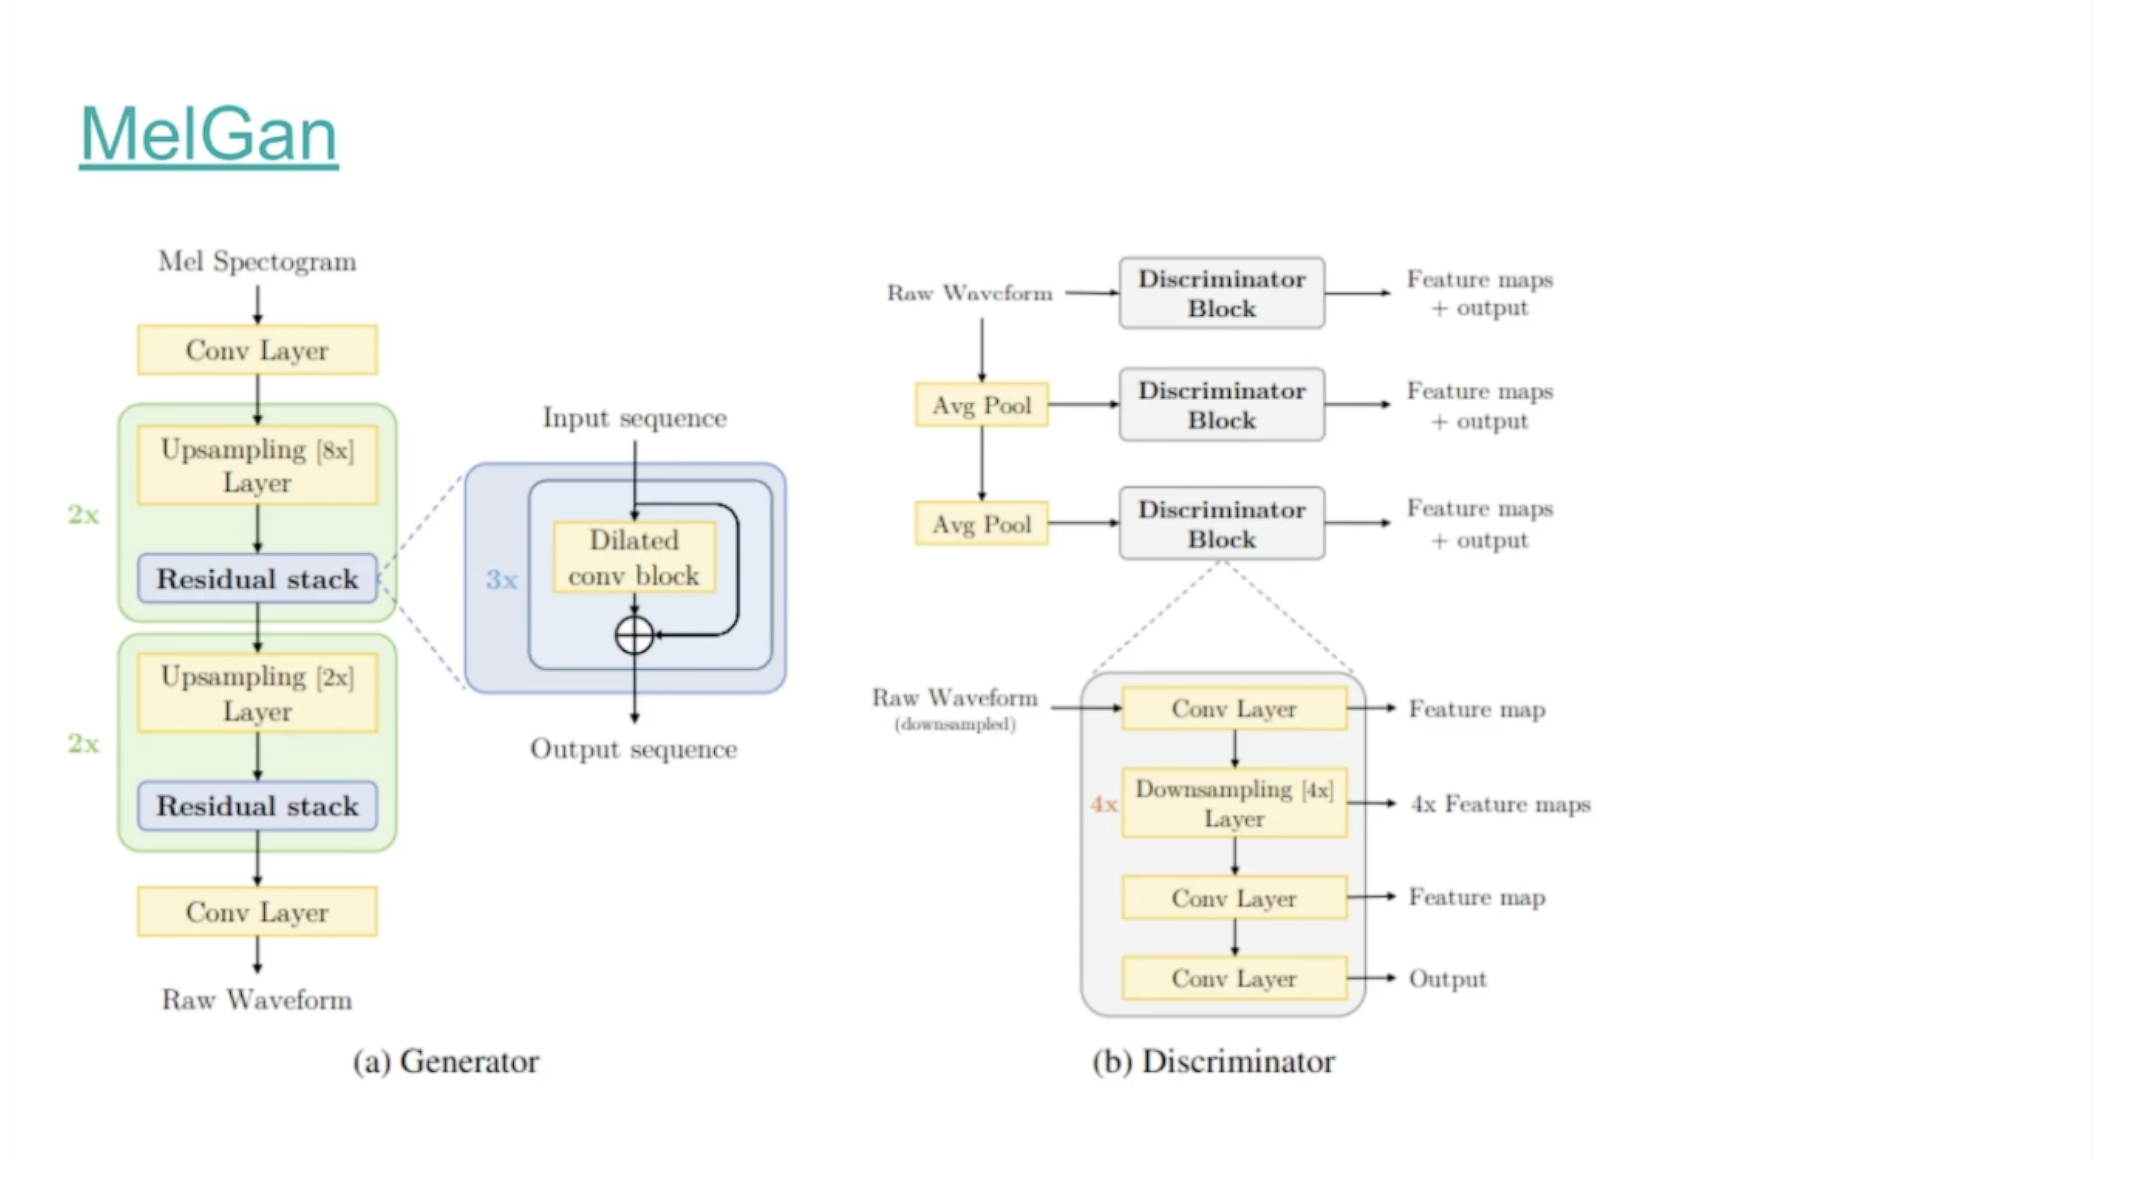 MelGan
Mel Spectogram
Conv Layer
Upsampling [8x]
Layer
2x
Residual stack
Upsampling [2x]
Layer
2x
Residual stack
Conv Layer
Raw Waveform
Input sequence
Dilated
conv block
3x
Output sequence
(a) Generator
Raw Waveform
Discriminator
Block
Feature maps
+ output
Avg Pool
Discriminator
Block
Feature maps
+ output
Avg Pool
Discriminator
Block
Feature maps
+ output
Raw Waveform
(downsampled)
Conv Layer
Feature map
4x
Downsampling [4x]
Layer
4x Feature maps
Conv Layer
Feature map
Conv Layer
Output
(b) Discriminator